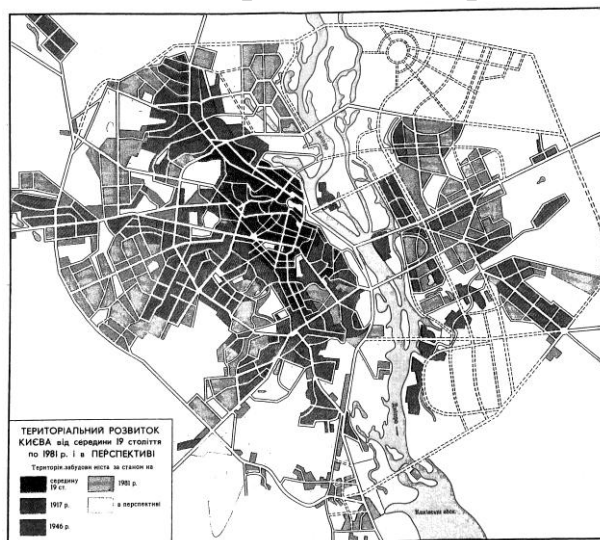 ТЕРИТОРІАЛЬНИЙ РОЗВИТОК
КИЄВА від середини 19 століття
по 1981 р. і в ПЕРСПЕКТИВІ
Територія забудови міста за станом на
середину
19 ст.
1981 р.
1917 р.
в перспективі
1946 р.